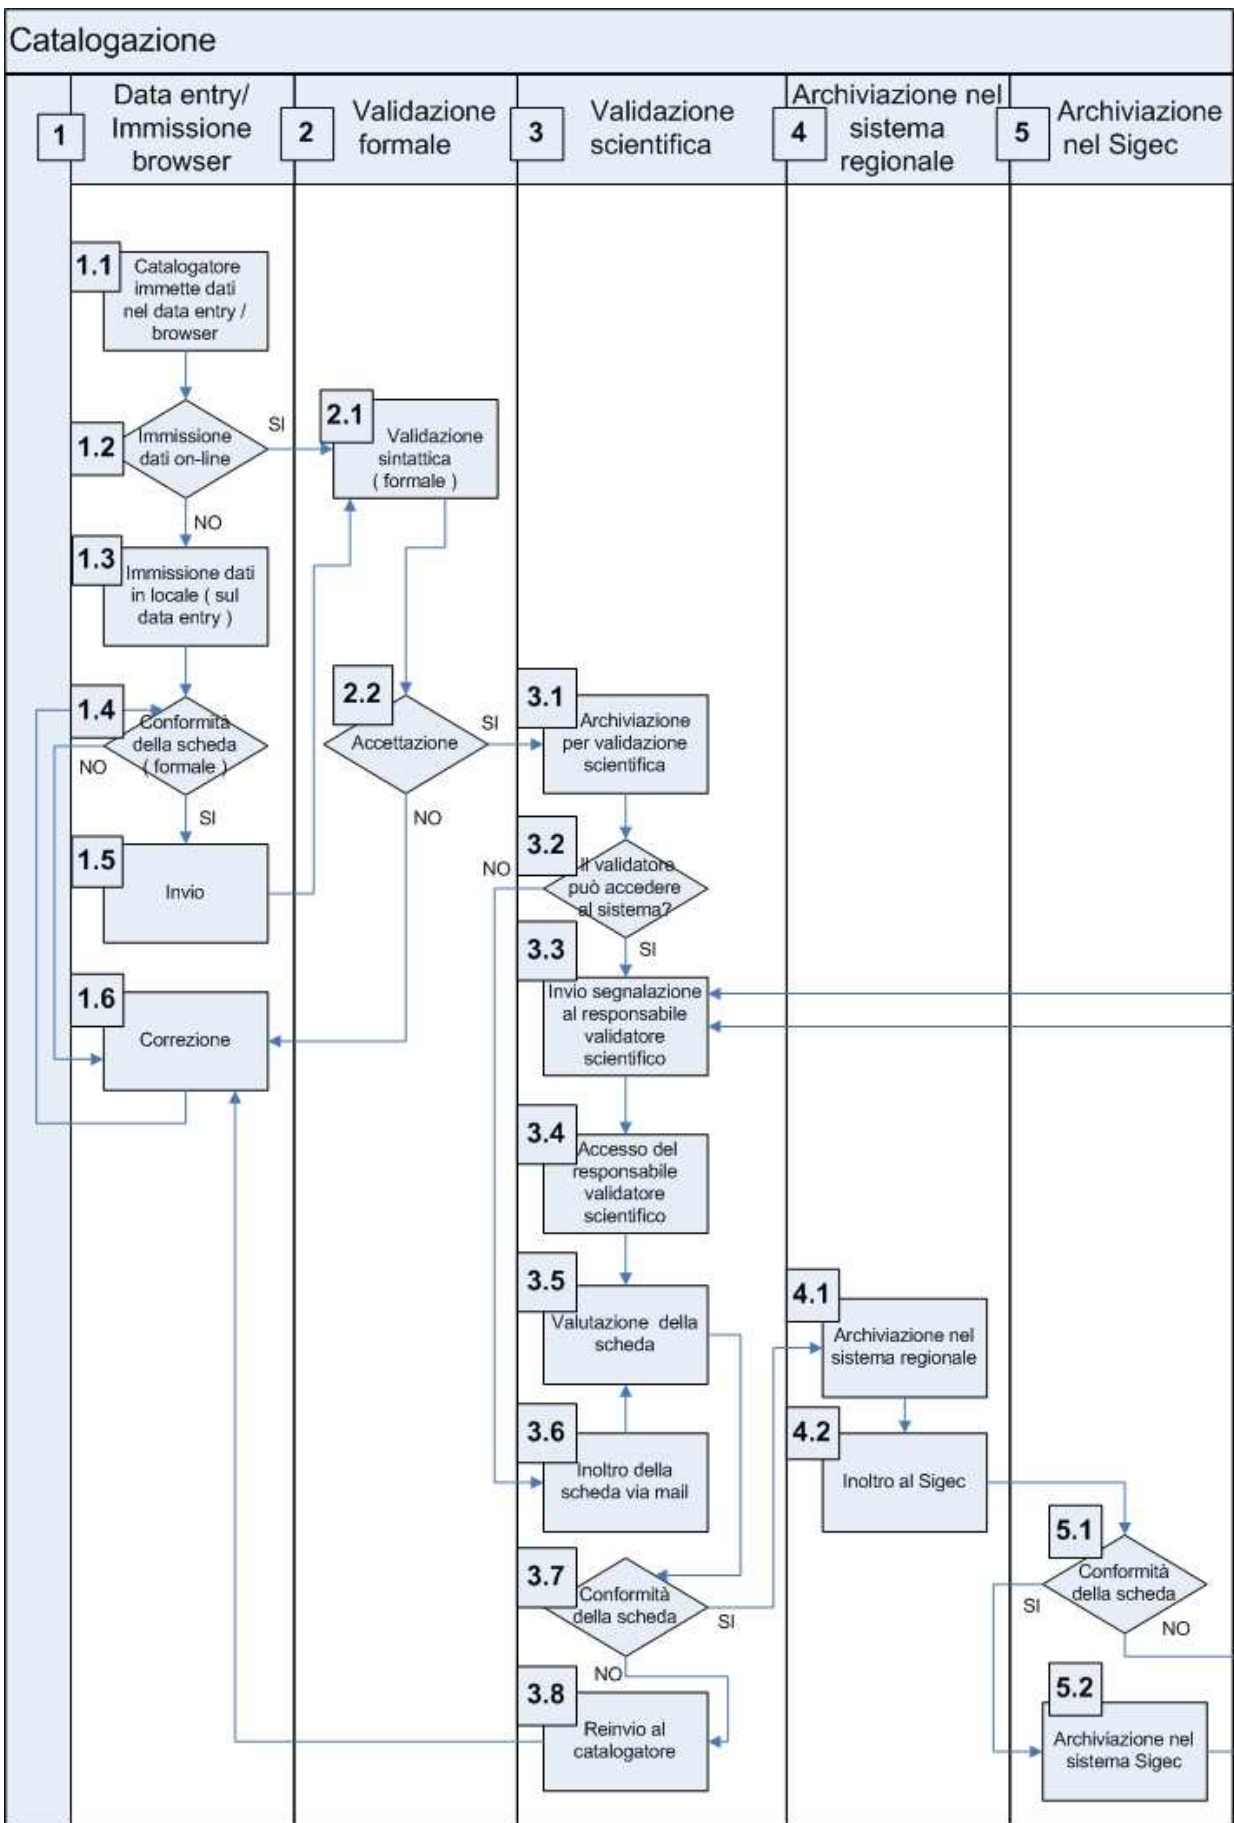 Catalogazione
1
Data entry/
Immissione
browser
2
Validazione
formale
3
Validazione
scientifica
4
Archiviazione nel
sistema
regionale
5
Archiviazione
nel Sigec
1.1
Catalogatore
immette dati
nel data entry /
browser
1.2
Immissione
dati on-line
SI
NO
1.3
Immissione dati
in locale ( sul
data entry )
1.4
Conformità
della scheda
( formale )
NO
SI
1.5
Invio
1.6
Correzione
2.1
Validazione
sintattica
( formale )
2.2
Accettazione
SI
NO
3.1
Archiviazione
per validazione
scientifica
3.2
Il validatore
può accedere
al sistema?
NO
SI
3.3
Invio segnalazione
al responsabile
validatore
scientifico
3.4
Accesso del
responsabile
validatore
scientifico
3.5
Valutazione della
scheda
3.6
Inoltro della
scheda via mail
3.7
Conformità
della scheda
SI
NO
3.8
Reinvio al
catalogatore
4.1
Archiviazione nel
sistema regionale
4.2
Inoltro al Sigec
5.1
Conformità
della scheda
SI
NO
5.2
Archiviazione nel
sistema Sigec